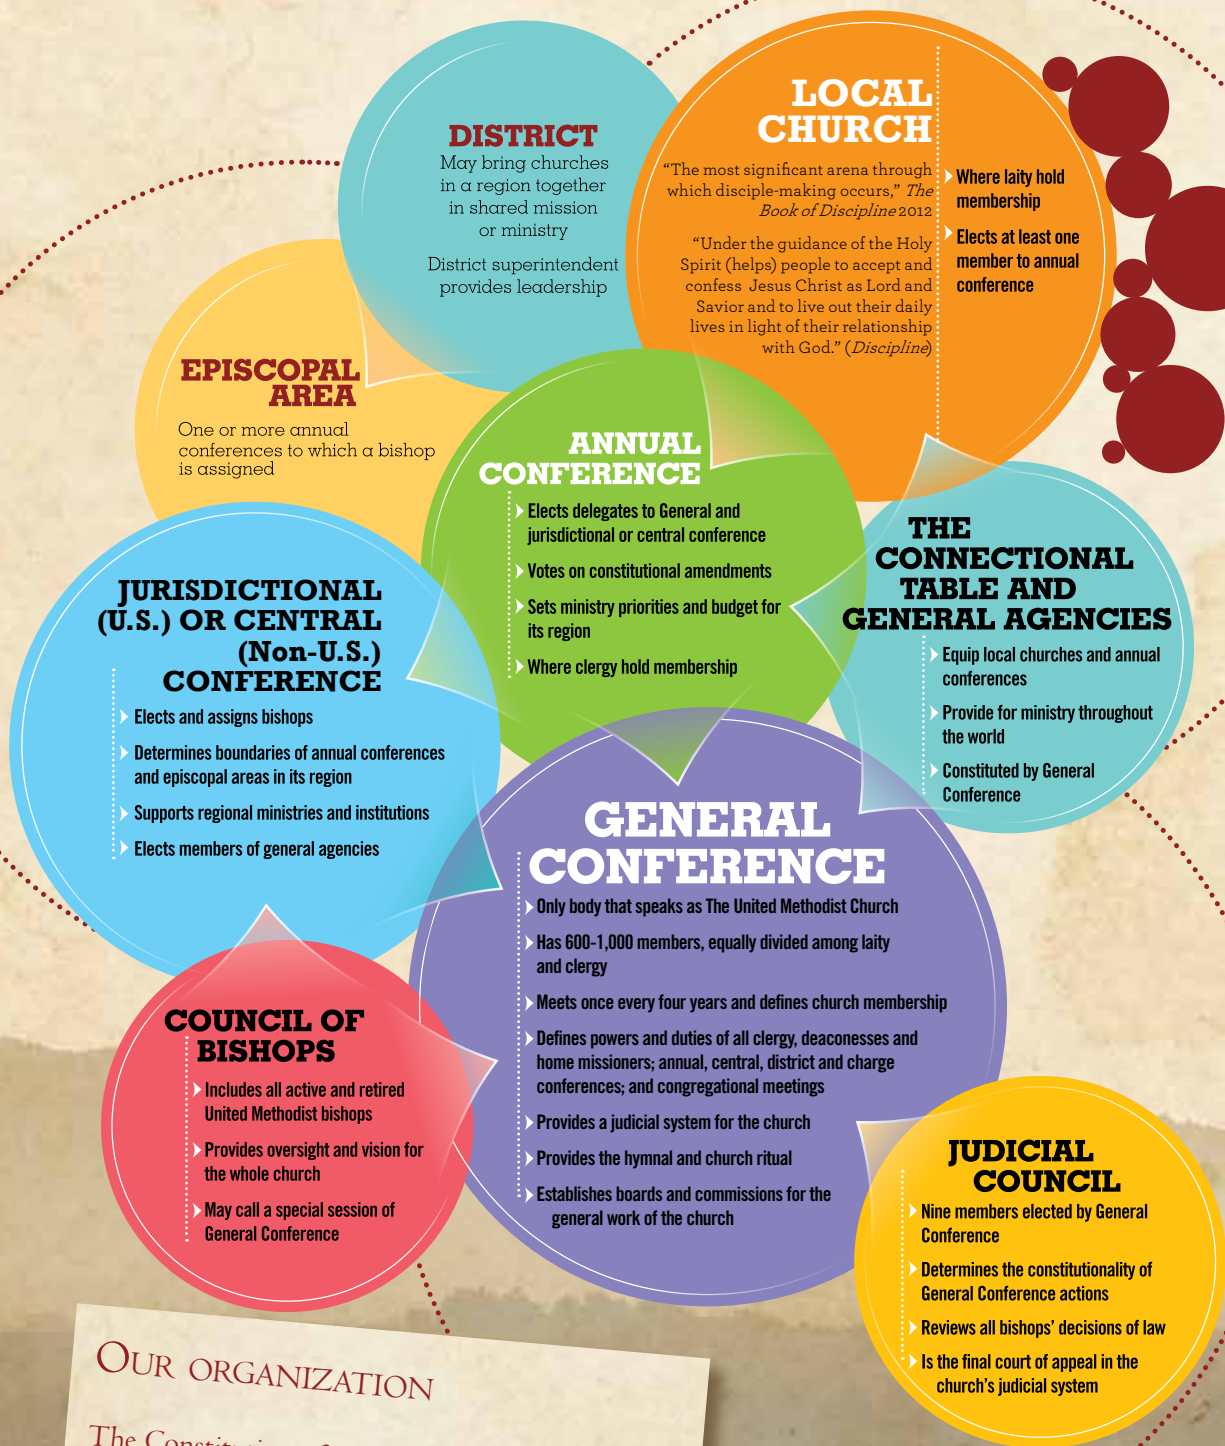 DISTRICT
May bring churches
in a region together
in shared mission
or ministry
District superintendent
provides leadership
LOCAL
CHURCH
“The most significant arena through
which disciple-making occurs,” The
Book of Discipline 2012
“Under the guidance of the Holy
Spirit (helps) people to accept and
confess Jesus Christ as Lord and
Savior and to live out their daily
lives in light of their relationship
with God.” (Discipline)
Where laity hold
membership
Elects at least one
member to annual
conference
EPISCOPAL
AREA
One or more annual
conferences to which a bishop
is assigned
ANNUAL
CONFERENCE
Elects delegates to General and
jurisdictional or central conference
Votes on constitutional amendments
Sets ministry priorities and budget for
its region
Where clergy hold membership
THE
CONNECTIONAL
TABLE AND
GENERAL AGENCIES
Equip local churches and annual
conferences
Provide for ministry throughout
the world
Constituted by General
Conference
JURISDICTIONAL
(U.S.) OR CENTRAL
(Non-U.S.)
CONFERENCE
Elects and assigns bishops
Determines boundaries of annual conferences
and episcopal areas in its region
Supports regional ministries and institutions
Elects members of general agencies
GENERAL
CONFERENCE
Only body that speaks as The United Methodist Church
Has 600-1,000 members, equally divided among laity
and clergy
Meets once every four years and defines church membership
Defines powers and duties of all clergy, deaconesses and
home missioners; annual, central, district and charge
conferences; and congregational meetings
Provides a judicial system for the church
Provides the hymnal and church ritual
Establishes boards and commissions for the
general work of the church
COUNCIL OF
BISHOPS
Includes all active and retired
United Methodist bishops
Provides oversight and vision for
the whole church
May call a special session of
General Conference
JUDICIAL
COUNCIL
Nine members elected by General
Conference
Determines the constitutionality of
General Conference actions
Reviews all bishops’ decisions of law
Is the final court of appeal in the
church’s judicial system
OUR ORGANIZATION
The